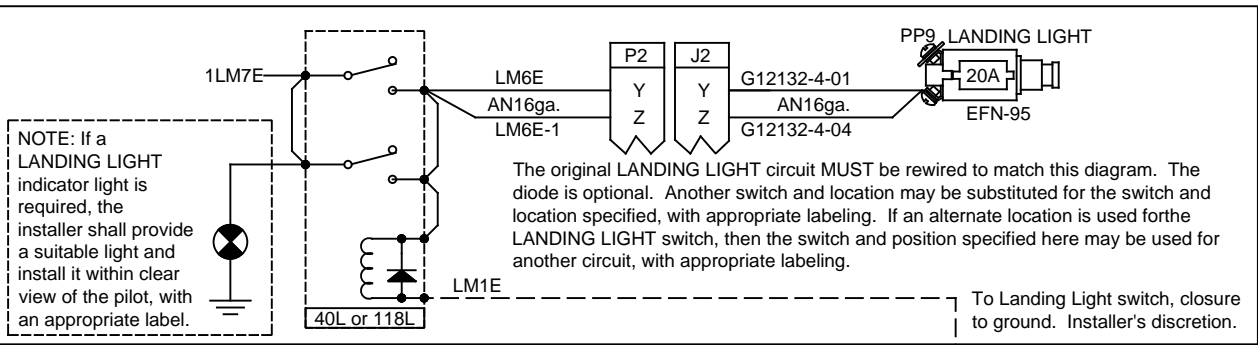 PP9 LANDING LIGHT
P2
J2
1LM7E
LM6E
G12132-4-01
20A
Y
Y
AN16ga.
AN16ga.
Z
Z
LM6E-1
G12132-4-04
EFN-95
NOTE: If a
LANDING LIGHT
indicator light is
required, the
installer shall provide
a suitable light and
install it within clear
view of the pilot, with
an appropriate label.
The original LANDING LIGHT circuit MUST be rewired to match this diagram. The
diode is optional. Another switch and location may be substituted for the switch and
location specified, with appropriate labeling. If an alternate location is used forthe
LANDING LIGHT switch, then the switch and position specified here may be used for
another circuit, with appropriate labeling.
LM1E
40L or 118L
To Landing Light switch, closure
to ground. Installer's discretion.